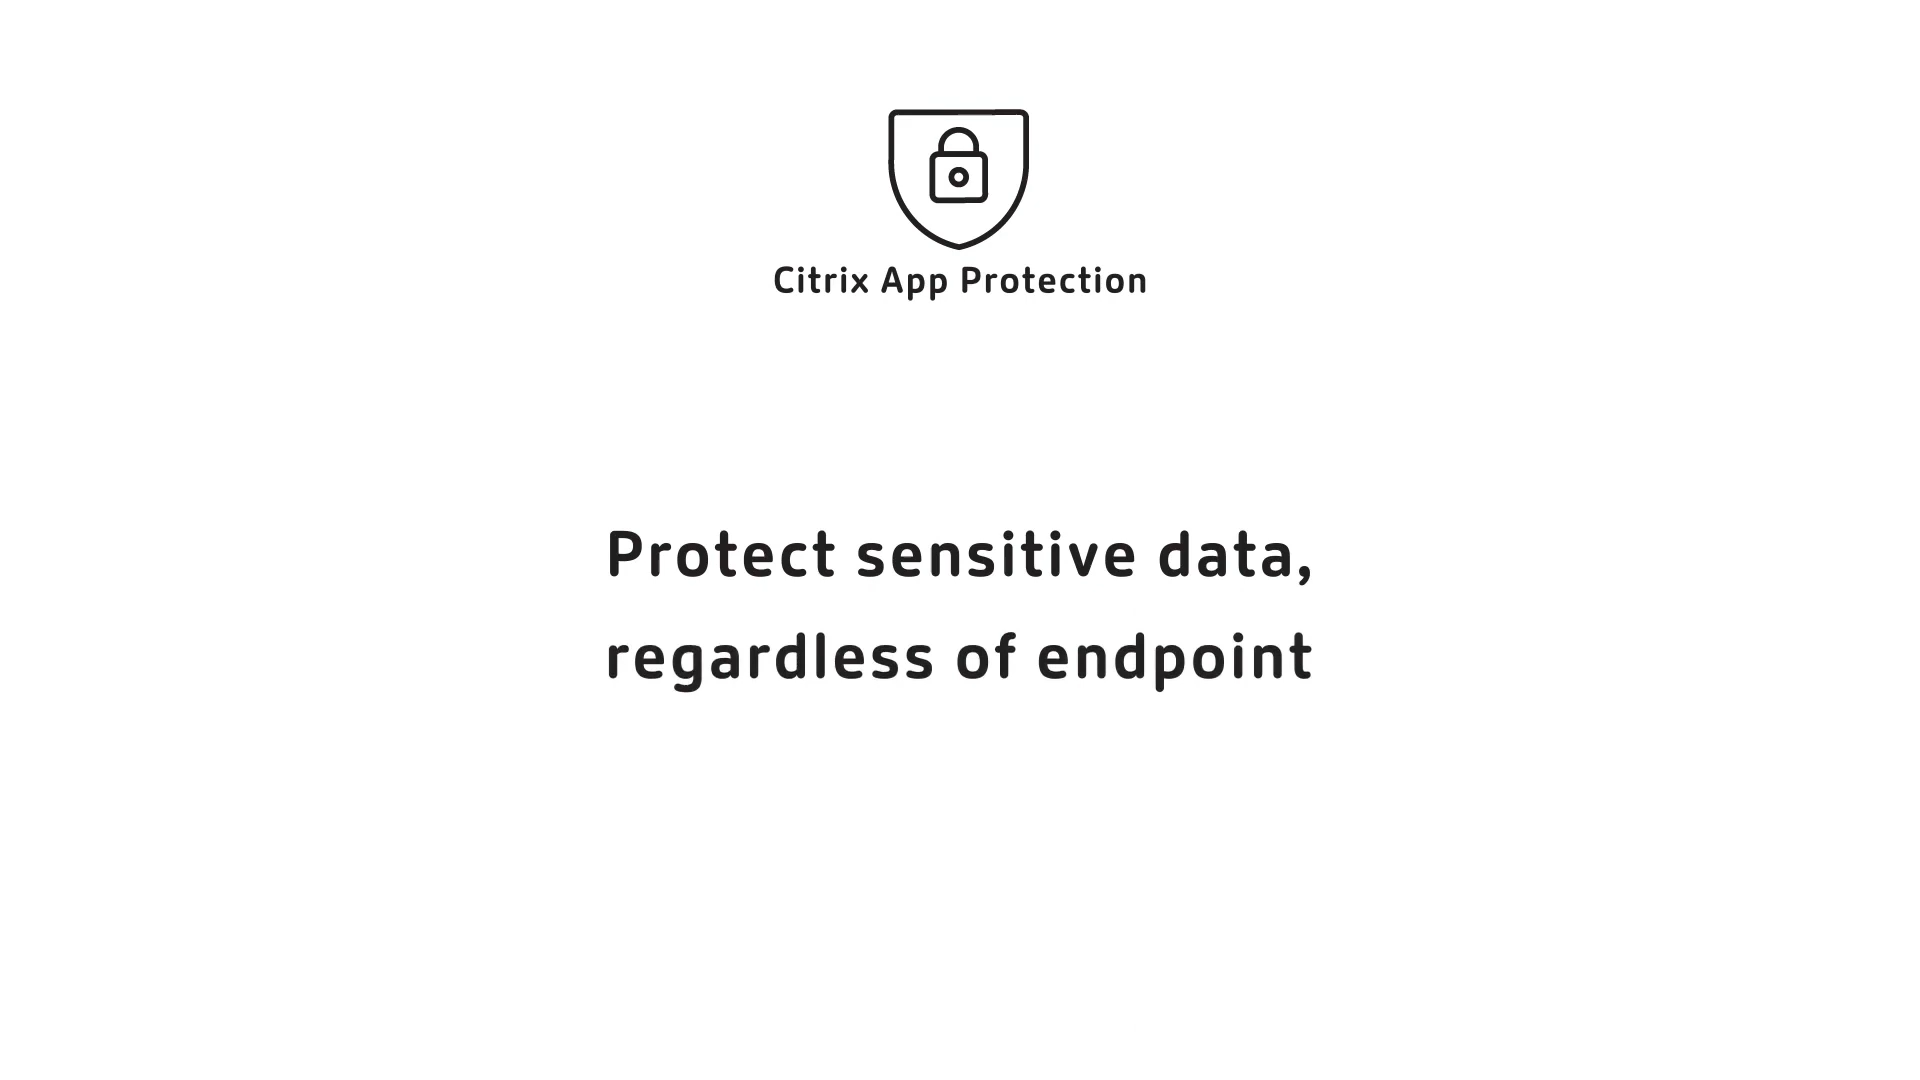 Citrix App Protection
Protect sensitive data,
regardless of endpoint